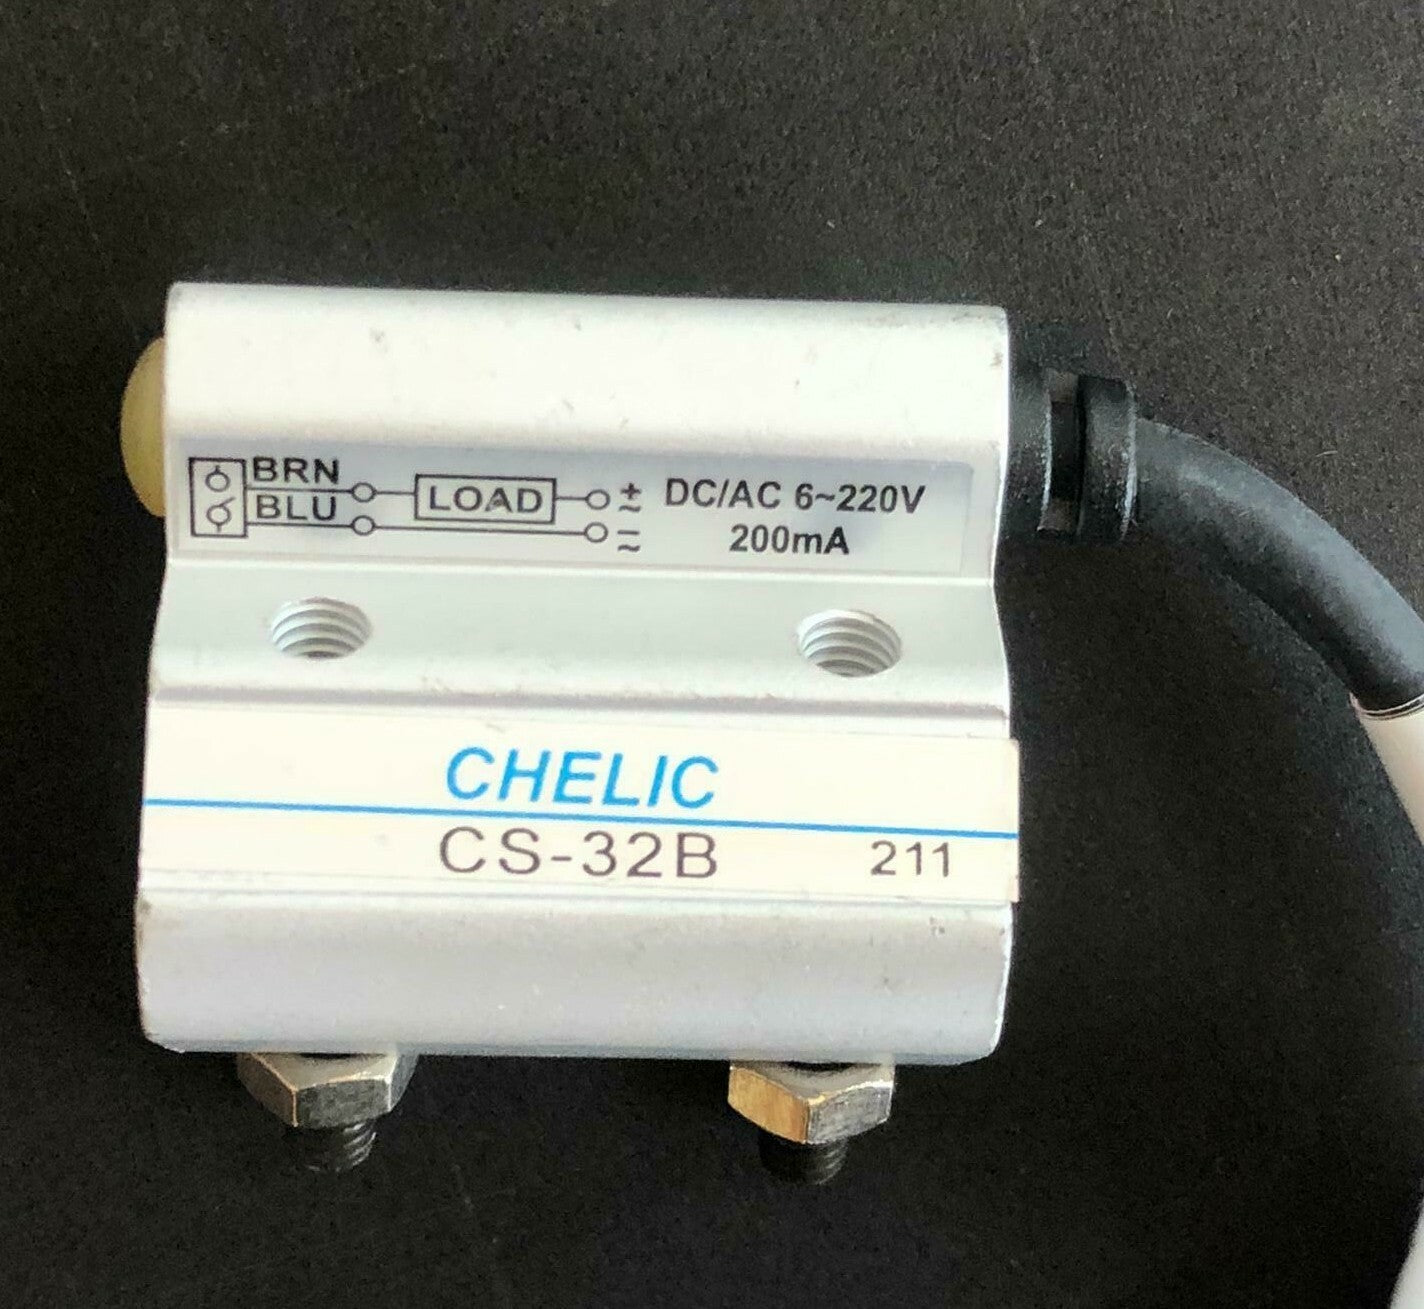 BRN LOAD + ~ DC/AC 6~220V
BLU − ~ 200mA
CHELIC
CS-32B 211